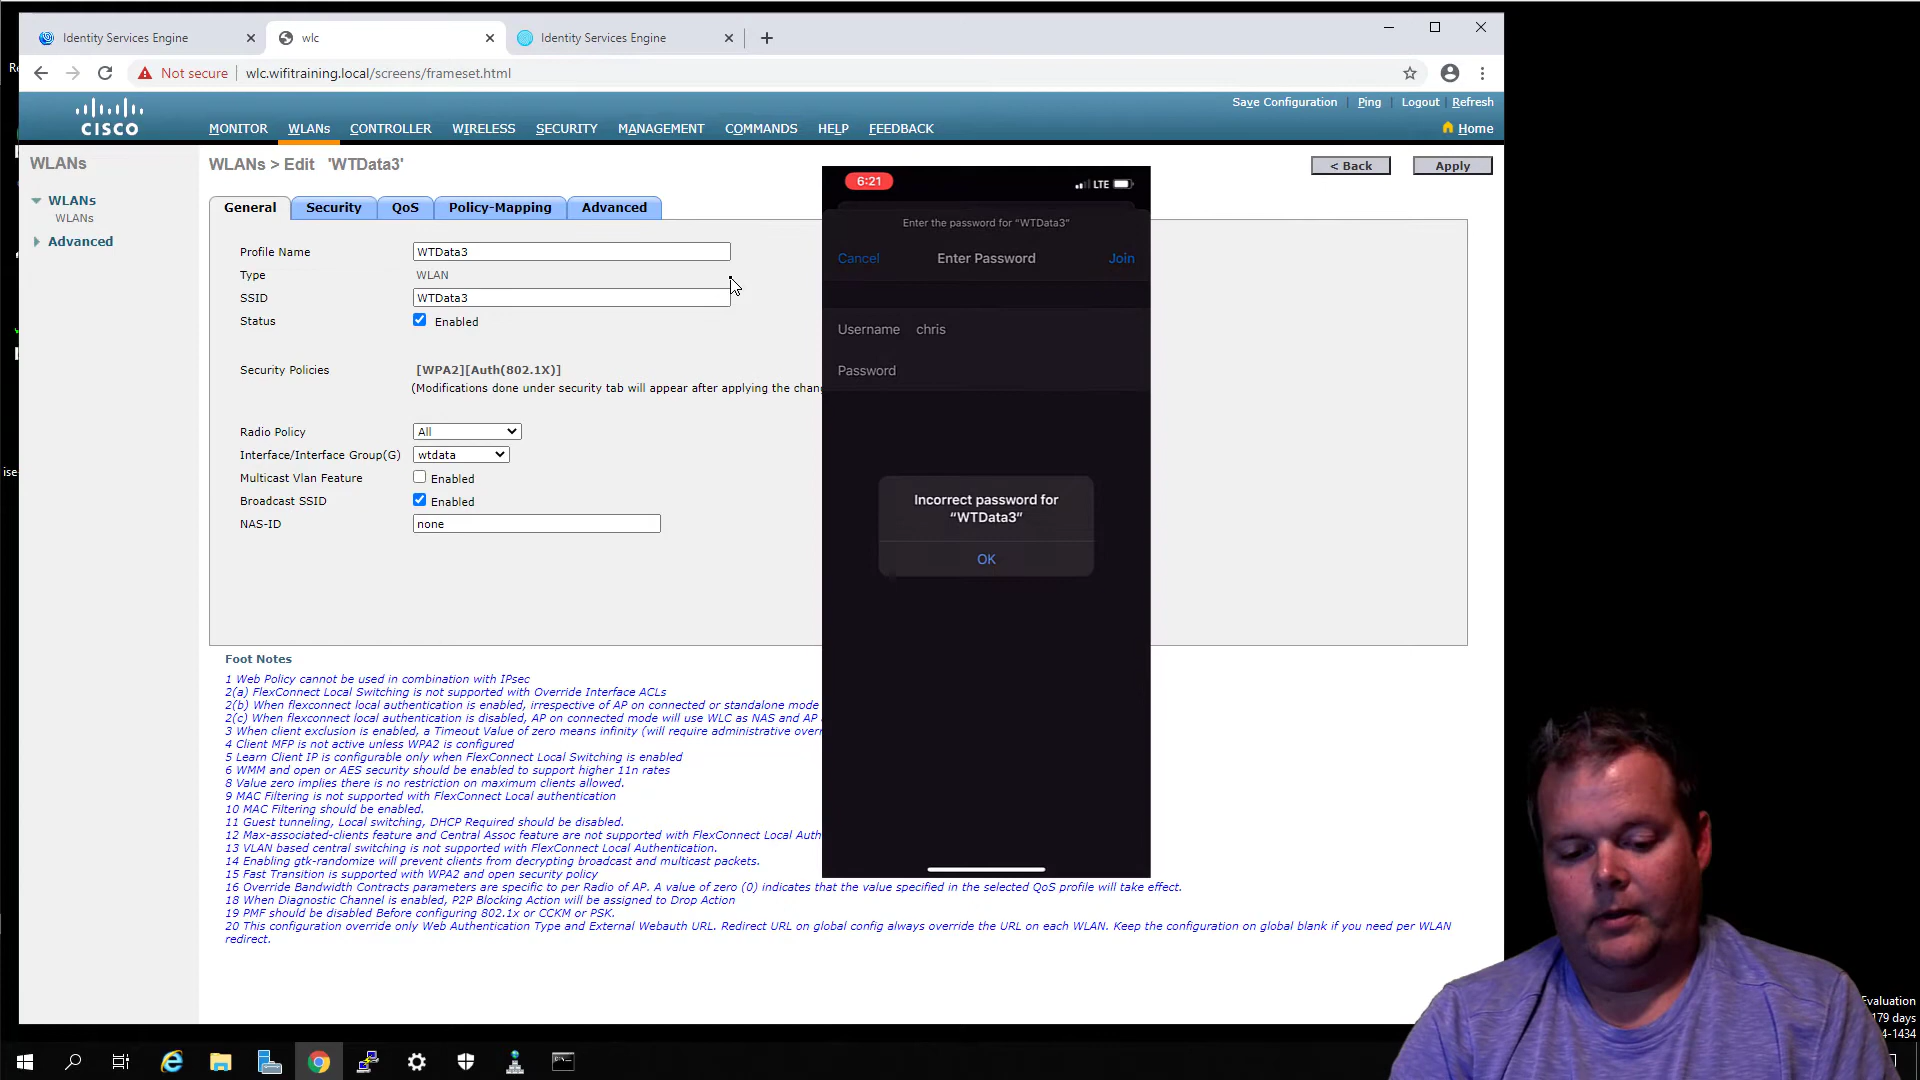 Identity Services Engine
wlc
Identity Services Engine
Not secure
wlc.wifitraining.local/screens/frameset.html
CISCO
MONITOR WLANs CONTROLLER WIRELESS SECURITY MANAGEMENT COMMANDS HELP FEEDBACK
Save Configuration | Ping | Logout | Refresh
Home
WLANs
WLANs
WLANs
Advanced
WLANs > Edit 'WTData3'
< Back
Apply
General Security QoS Policy-Mapping Advanced
Profile Name WTData3
Type WLAN
SSID WTData3
Status Enabled
Security Policies [WPA2][Auth(802.1X)]
(Modifications done under security tab will appear after applying the chan
Radio Policy All
Interface/Interface Group(G) wtdata
Multicast Vlan Feature Enabled
Broadcast SSID Enabled
NAS-ID none
6:21
LTE
Enter the password for “WTData3”
Cancel Enter Password Join
Username chris
Password
Incorrect password for
“WTData3”
OK
Foot Notes
1 Web Policy cannot be used in combination with IPsec
2(a) FlexConnect Local Switching is not supported with Override Interface ACLs
2(b) When flexconnect local authentication is enabled, irrespective of AP on connected or standalone mode
2(c) When flexconnect local authentication is disabled, AP on connected mode will use WLC as NAS and AP
3 When client exclusion is enabled, a Timeout Value of zero means infinity (will require administrative overr
4 Client MFP is not active unless WPA2 is configured
5 Learn Client IP is configurable only when FlexConnect Local Switching is enabled
6 WMM and open or AES security should be enabled to support higher 11n rates
8 Value zero implies there is no restriction on maximum clients allowed.
9 MAC Filtering is not supported with FlexConnect Local authentication
10 MAC Filtering should be enabled.
11 Guest tunneling, Local switching, DHCP Required should be disabled.
12 Max-associated-clients feature and Central Assoc feature are not supported with FlexConnect Local Auth
13 VLAN based central switching is not supported with FlexConnect Local Authentication.
14 Enabling gtk-randomize will prevent clients from decrypting broadcast and multicast packets.
15 Fast Transition is supported with WPA2 and open security policy
16 Override Bandwidth Contracts parameters are specific to per Radio of AP. A value of zero (0) indicates that the value specified in the selected QoS profile will take effect.
18 When Diagnostic Channel is enabled, P2P Blocking Action will be assigned to Drop Action
19 PMF should be disabled Before configuring 802.1x or CCKM or PSK.
20 This configuration override only Web Authentication Type and External Webauth URL. Redirect URL on global config always override the URL on each WLAN. Keep the configuration on global blank if you need per WLAN
redirect.
Re
ise
Evaluation
179 days
4-1434